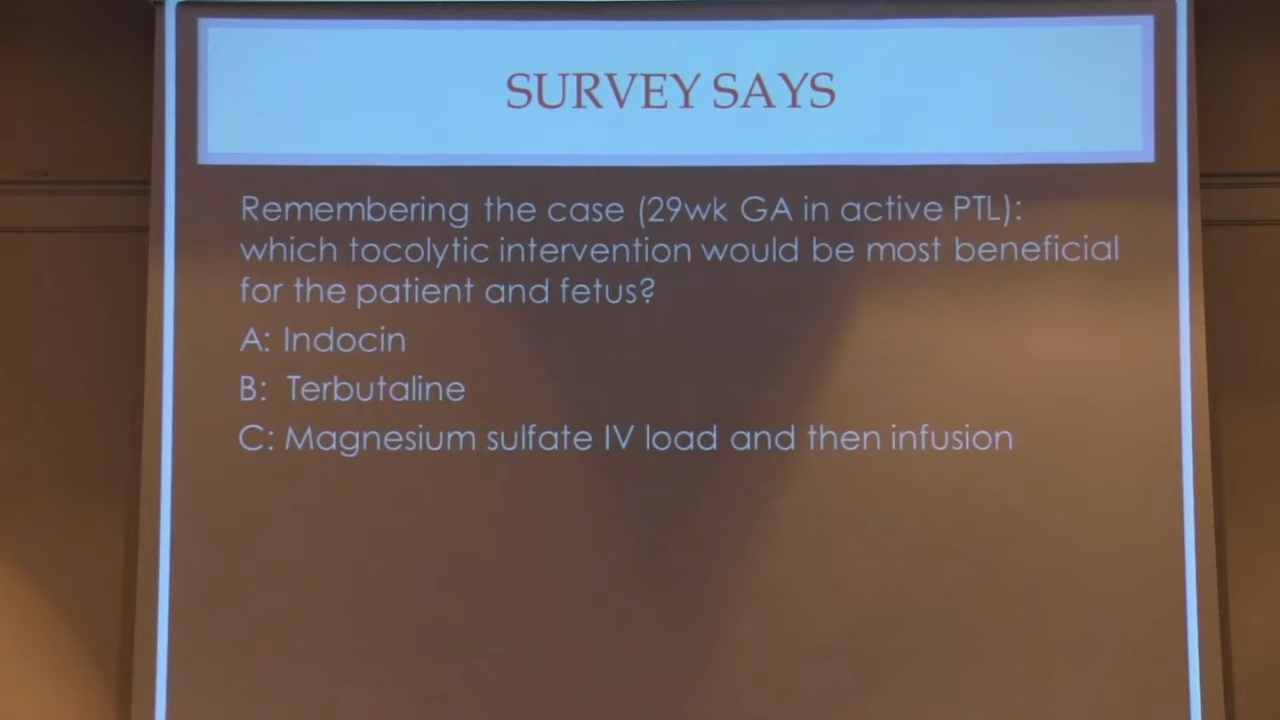 SURVEY SAYS
Remembering the case (29wk GA in active PTL):
which tocolytic intervention would be most beneficial
for the patient and fetus?
A: Indocin
B: Terbutaline
C: Magnesium sulfate IV load and then infusion